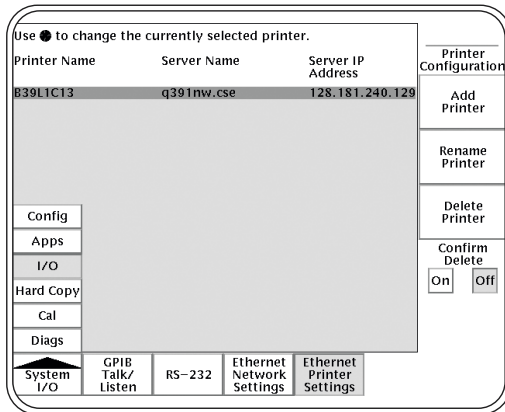 Use to change the currently selected printer.
Printer Name Server Name Server IP
Address
B39L1C13 q391nw.cse 128.181.240.129
Config
Apps
I/O
Hard Copy
Cal
Diags
System
I/O
GPIB
Talk/
Listen
RS-232
Ethernet
Network
Settings
Ethernet
Printer
Settings
Printer
Configuration
Add
Printer
Rename
Printer
Delete
Printer
Confirm
Delete
On Off